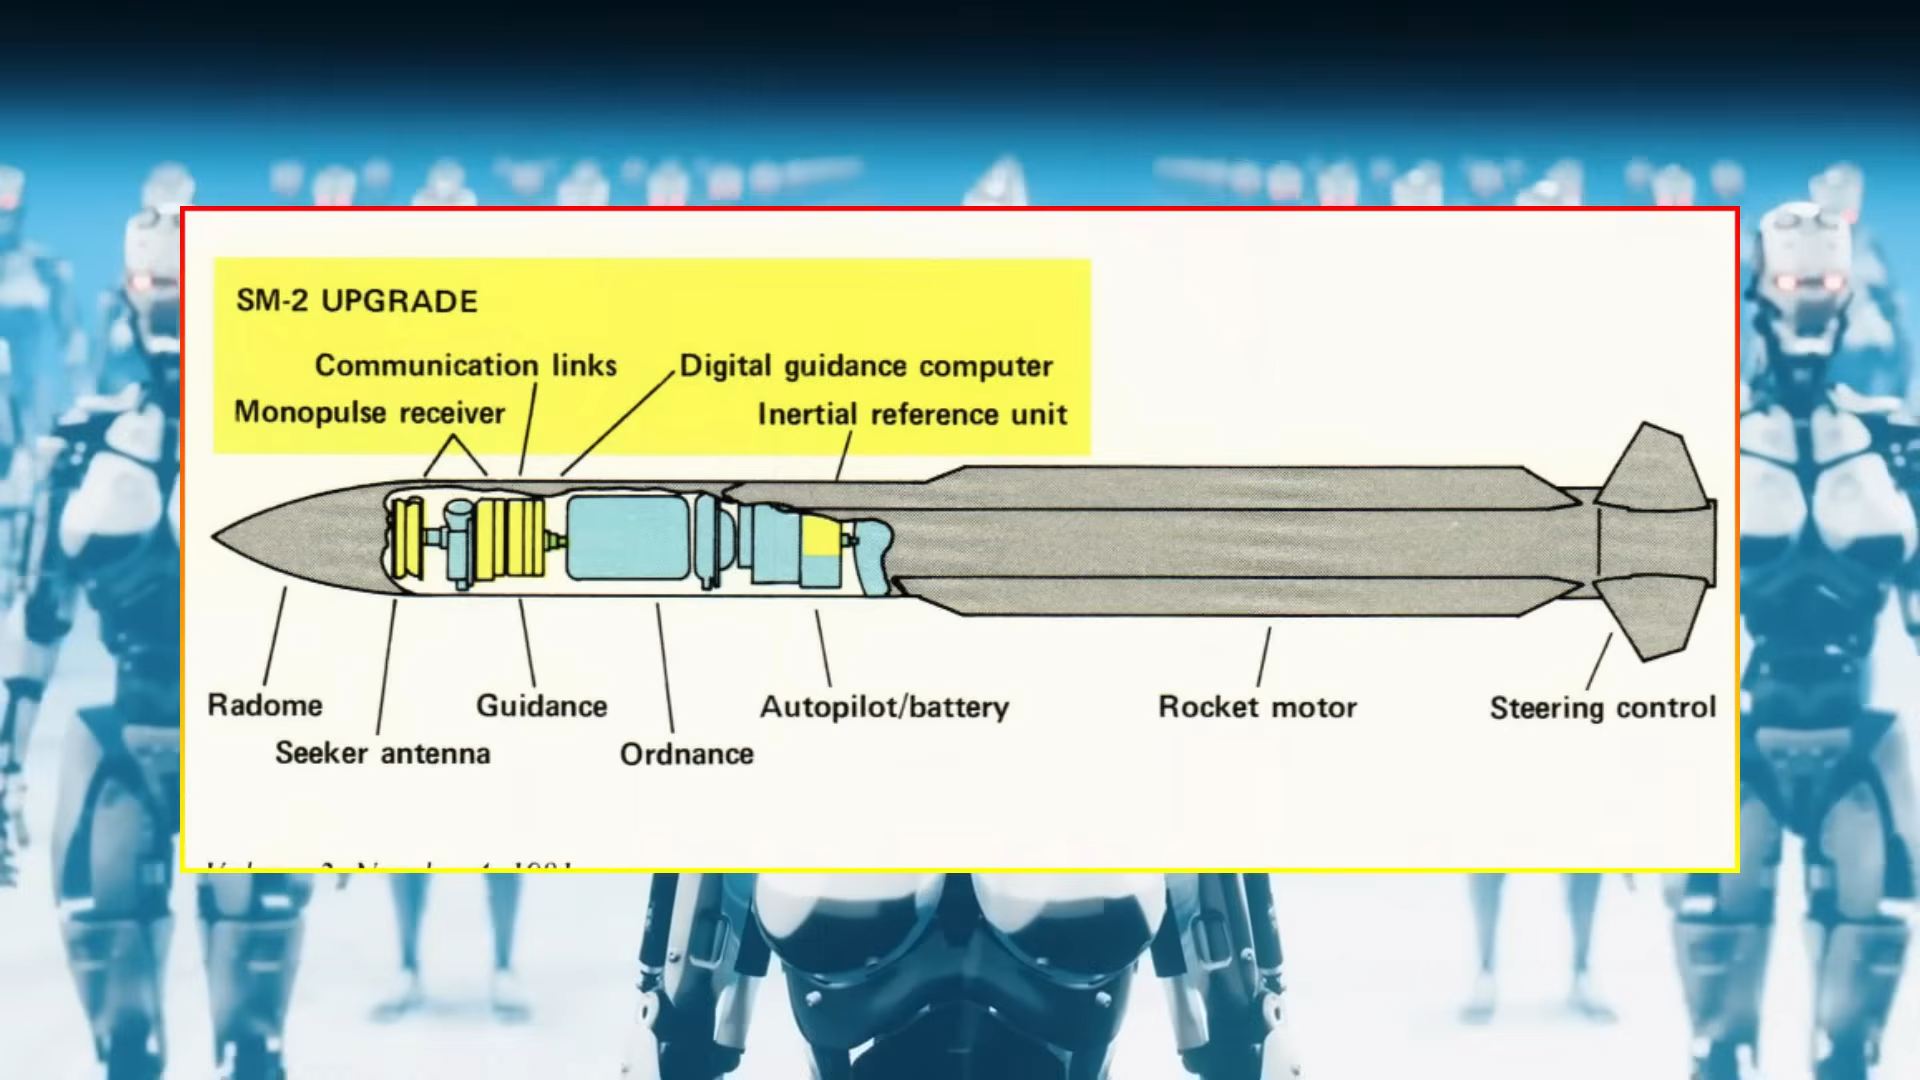 SM-2 UPGRADE
Communication links
Digital guidance computer
Monopulse receiver
Inertial reference unit
Radome
Guidance
Autopilot/battery
Rocket motor
Steering control
Seeker antenna
Ordnance